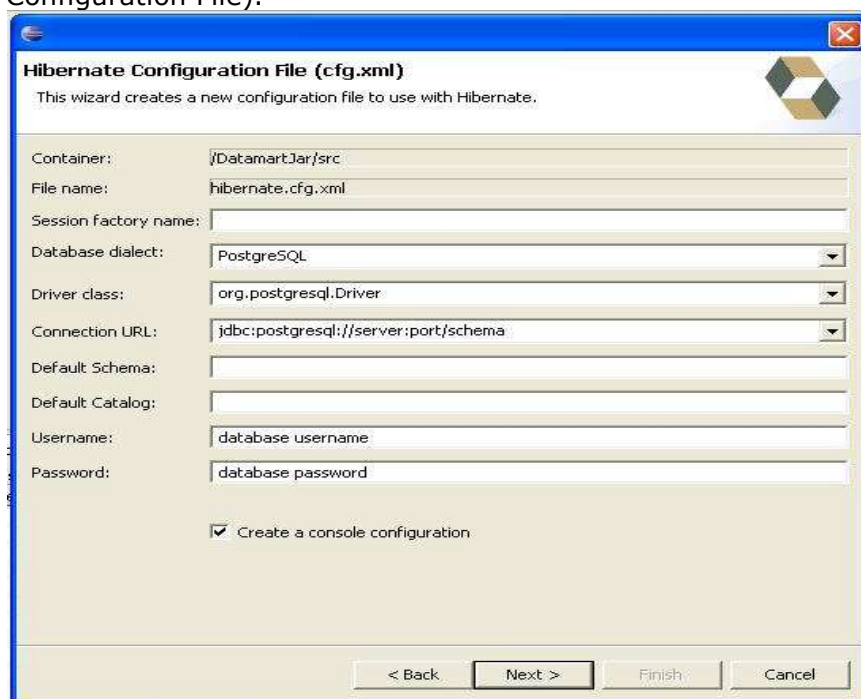 Configuration File).
Hibernate Configuration File (cfg.xml)
This wizard creates a new configuration file to use with Hibernate.
Container: /DatamartJar/src
File name: hibernate.cfg.xml
Session factory name:
Database dialect: PostgreSQL
Driver class: org.postgresql.Driver
Connection URL: jdbc:postgresql://server:port/schema
Default Schema:
Default Catalog:
Username: database username
Password: database password
Create a console configuration
< Back Next > Finish Cancel